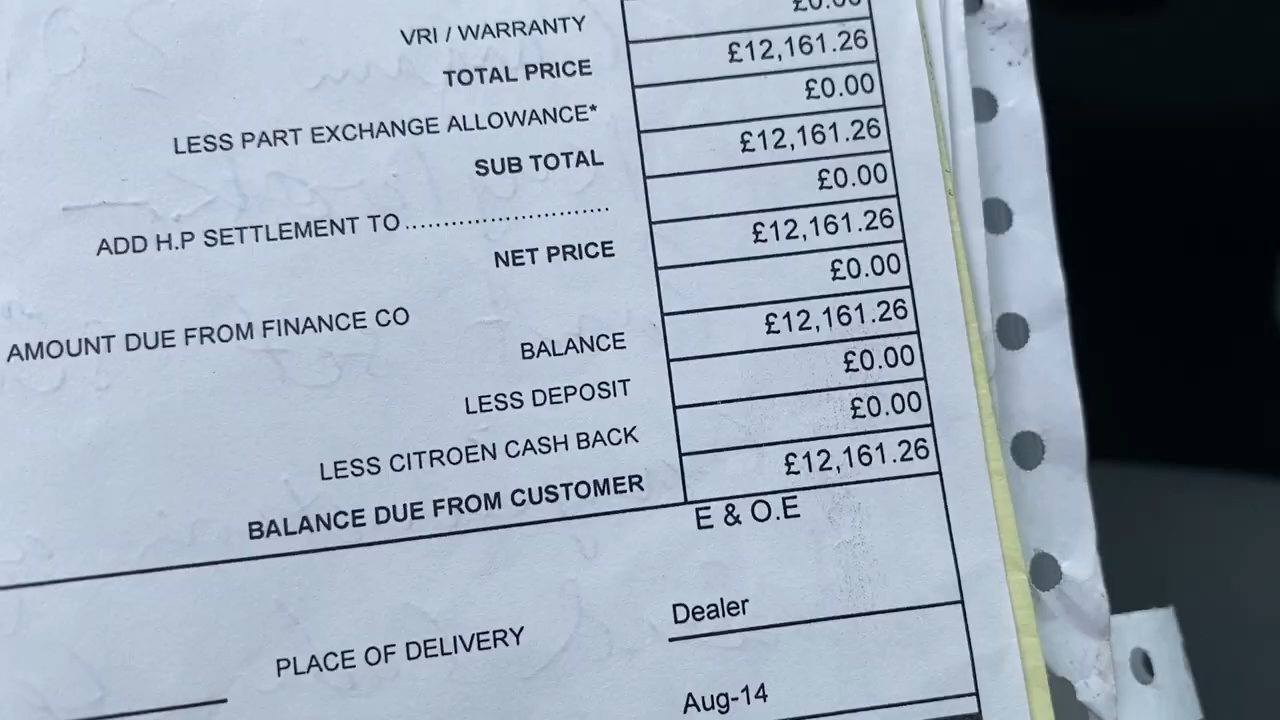 £0.00
VRI / WARRANTY £12,161.26
TOTAL PRICE £0.00
LESS PART EXCHANGE ALLOWANCE* £12,161.26
SUB TOTAL £0.00
ADD H.P SETTLEMENT TO........................... £12,161.26
NET PRICE £0.00
AMOUNT DUE FROM FINANCE CO £12,161.26
BALANCE £0.00
LESS DEPOSIT £0.00
LESS CITROEN CASH BACK £12,161.26
BALANCE DUE FROM CUSTOMER
E & O.E
Dealer
PLACE OF DELIVERY
Aug-14